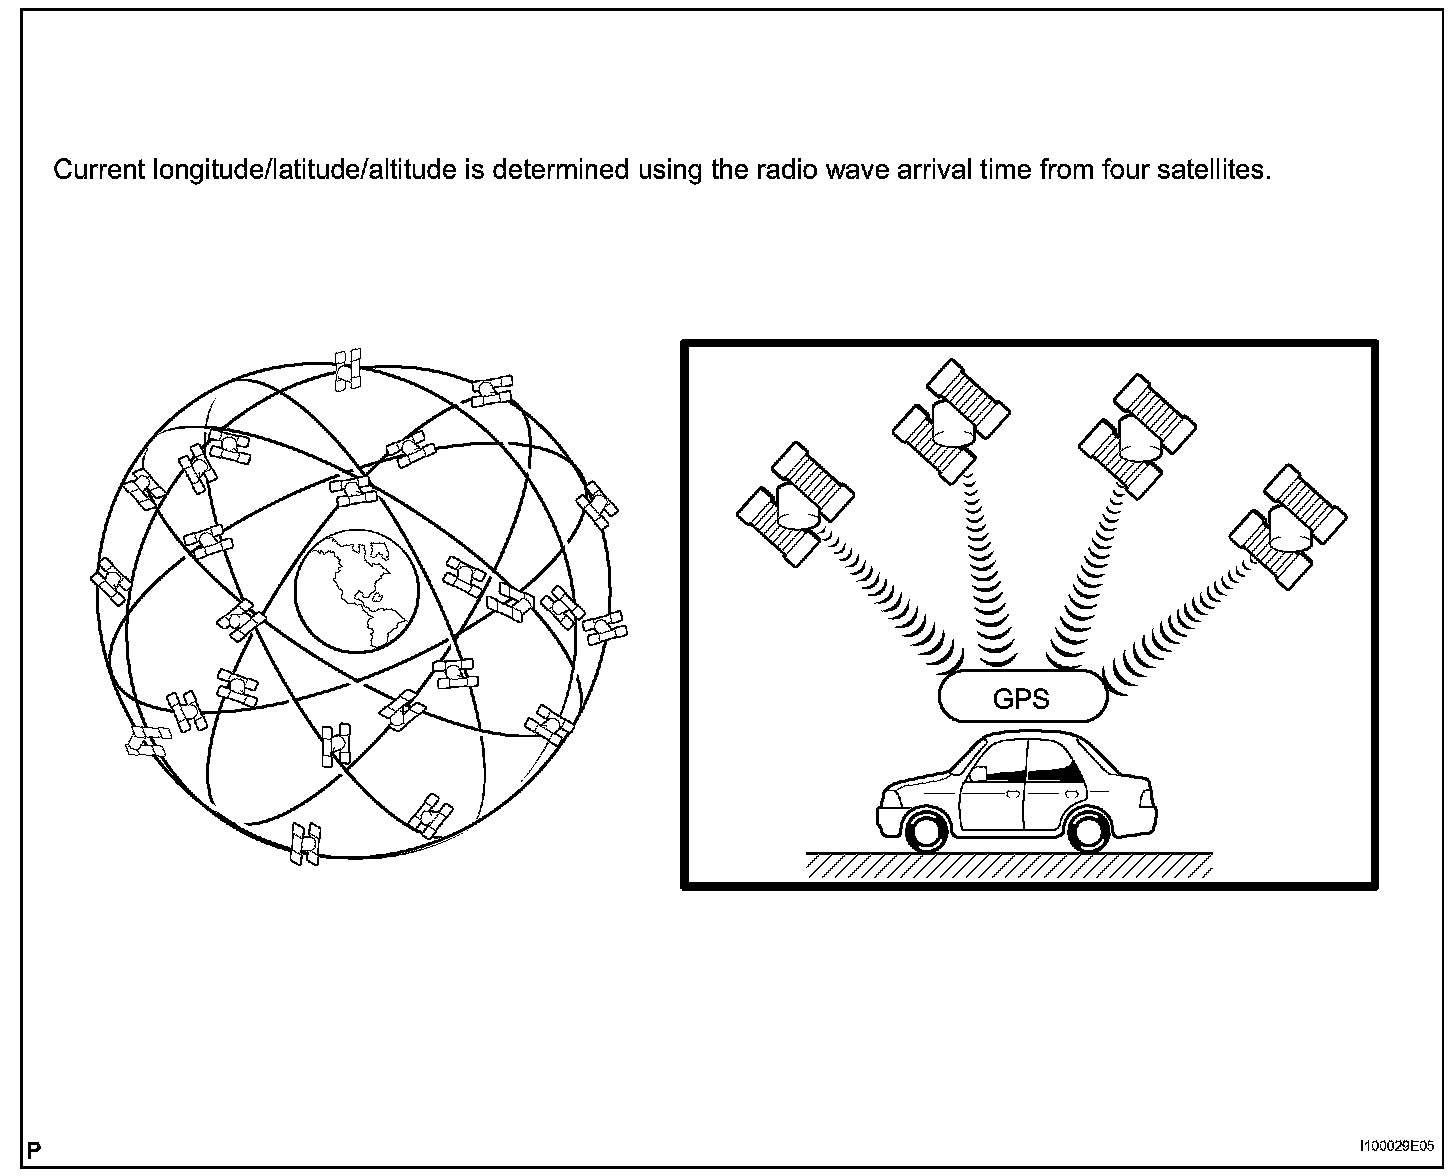 Current longitude/latitude/altitude is determined using the radio wave arrival time from four satellites.
GPS
P
I100029E05